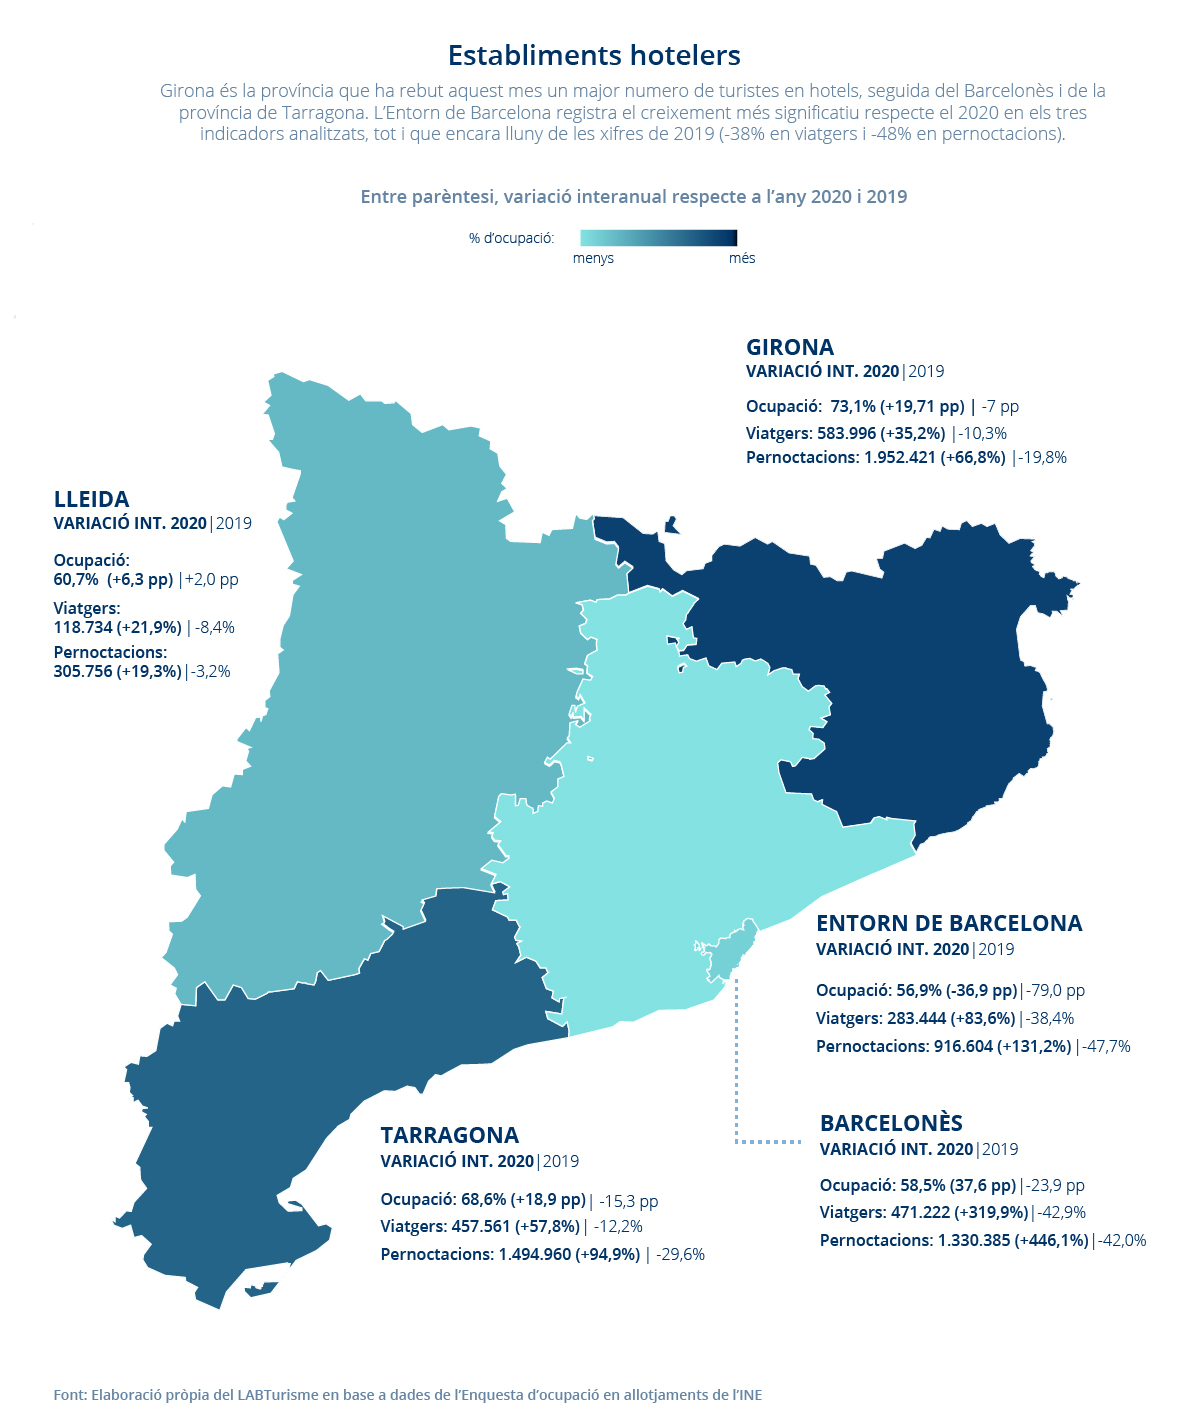 Establiments hotelers
Girona és la província que ha rebut aquest mes un major numero de turistes en hotels, seguida del Barcelonès i de la
província de Tarragona. L’Entorn de Barcelona registra el creixement més significatiu respecte el 2020 en els tres
indicadors analitzats, tot i que encara lluny de les xifres de 2019 (-38% en viatgers i -48% en pernoctacions).
Entre parèntesi, variació interanual respecte a l’any 2020 i 2019
% d’ocupació:
menys més
GIRONA
VARIACIÓ INT. 2020|2019
Ocupació: 73,1% (+19,71 pp) | -7 pp
Viatgers: 583.996 (+35,2%) |-10,3%
Pernoctacions: 1.952.421 (+66,8%) |-19,8%
LLEIDA
VARIACIÓ INT. 2020|2019
Ocupació:
60,7% (+6,3 pp) |+2,0 pp
Viatgers:
118.734 (+21,9%) | -8,4%
Pernoctacions:
305.756 (+19,3%)|-3,2%
ENTORN DE BARCELONA
VARIACIÓ INT. 2020|2019
Ocupació: 56,9% (-36,9 pp)|-79,0 pp
Viatgers: 283.444 (+83,6%)|-38,4%
Pernoctacions: 916.604 (+131,2%)|-47,7%
BARCELONÈS
VARIACIÓ INT. 2020|2019
Ocupació: 58,5% (37,6 pp)|-23,9 pp
Viatgers: 471.222 (+319,9%)|-42,9%
Pernoctacions: 1.330.385 (+446,1%)|-42,0%
TARRAGONA
VARIACIÓ INT. 2020|2019
Ocupació: 68,6% (+18,9 pp)| -15,3 pp
Viatgers: 457.561 (+57,8%)| -12,2%
Pernoctacions: 1.494.960 (+94,9%) | -29,6%
Font: Elaboració pròpia del LABTurisme en base a dades de l’Enquesta d’ocupació en allotjaments de l’INE